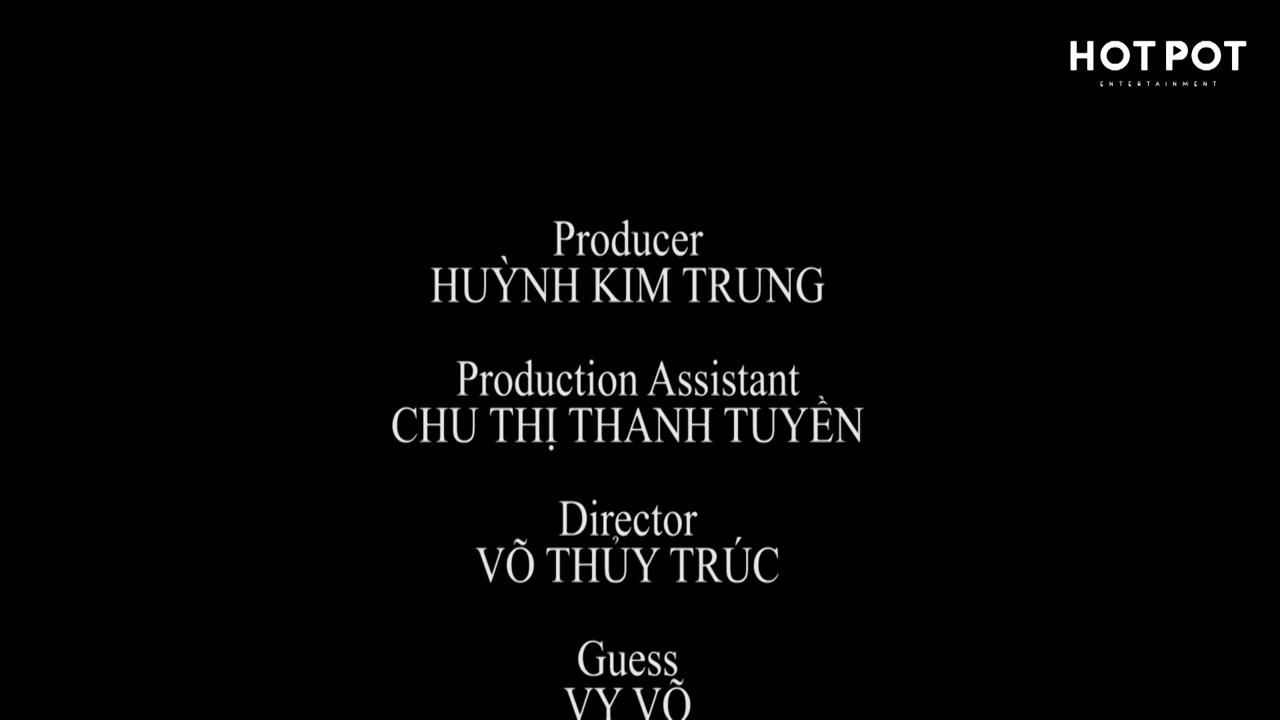 HOT POT
ENTERTAINMENT
Producer
HUỲNH KIM TRUNG
Production Assistant
CHU THỊ THANH TUYỀN
Director
VÕ THỦY TRÚC
Guess
VY VÕ